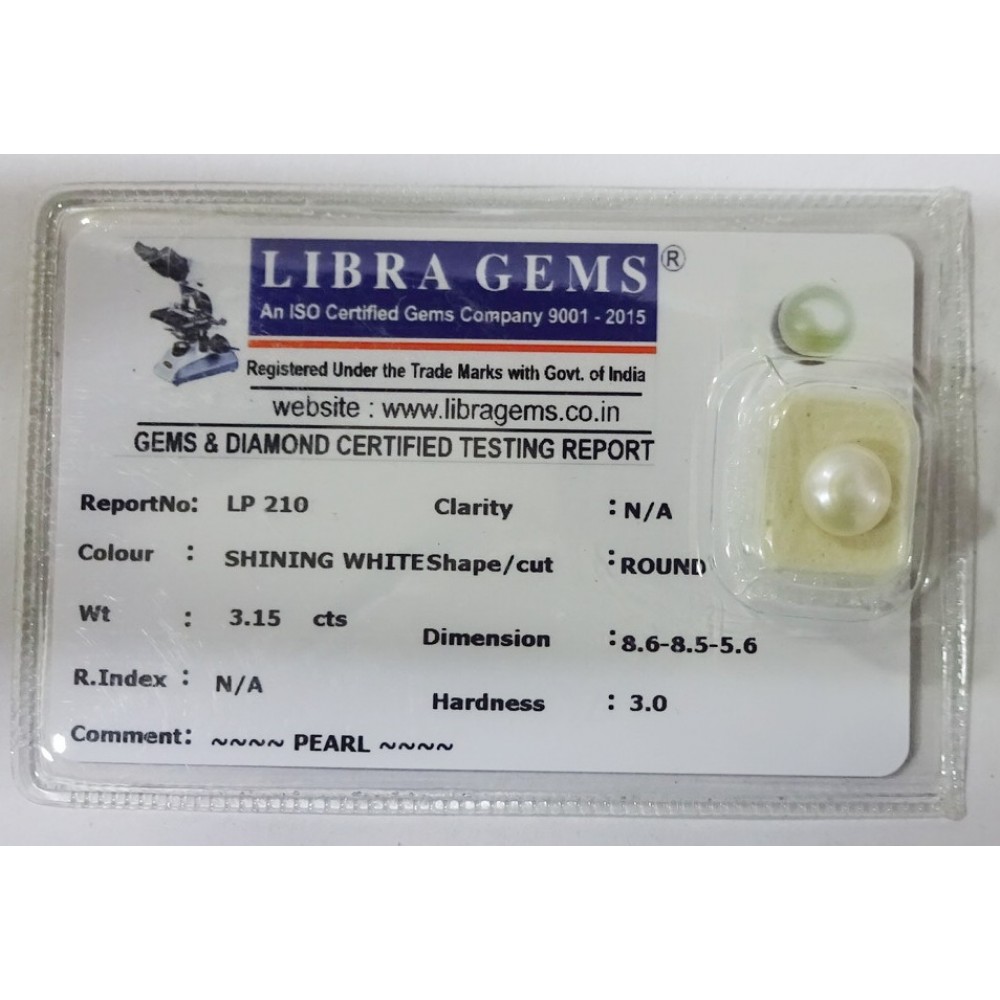 LIBRA GEMS ®
An ISO Certified Gems Company 9001 - 2015
Registered Under the Trade Marks with Govt. of India
website : www.libragems.co.in
GEMS & DIAMOND CERTIFIED TESTING REPORT
ReportNo: LP 210 Clarity : N/A
Colour : SHINING WHITE Shape/cut : ROUND
Wt : 3.15 cts Dimension : 8.6-8.5-5.6
R.Index : N/A Hardness : 3.0
Comment: ~~~~ PEARL ~~~~